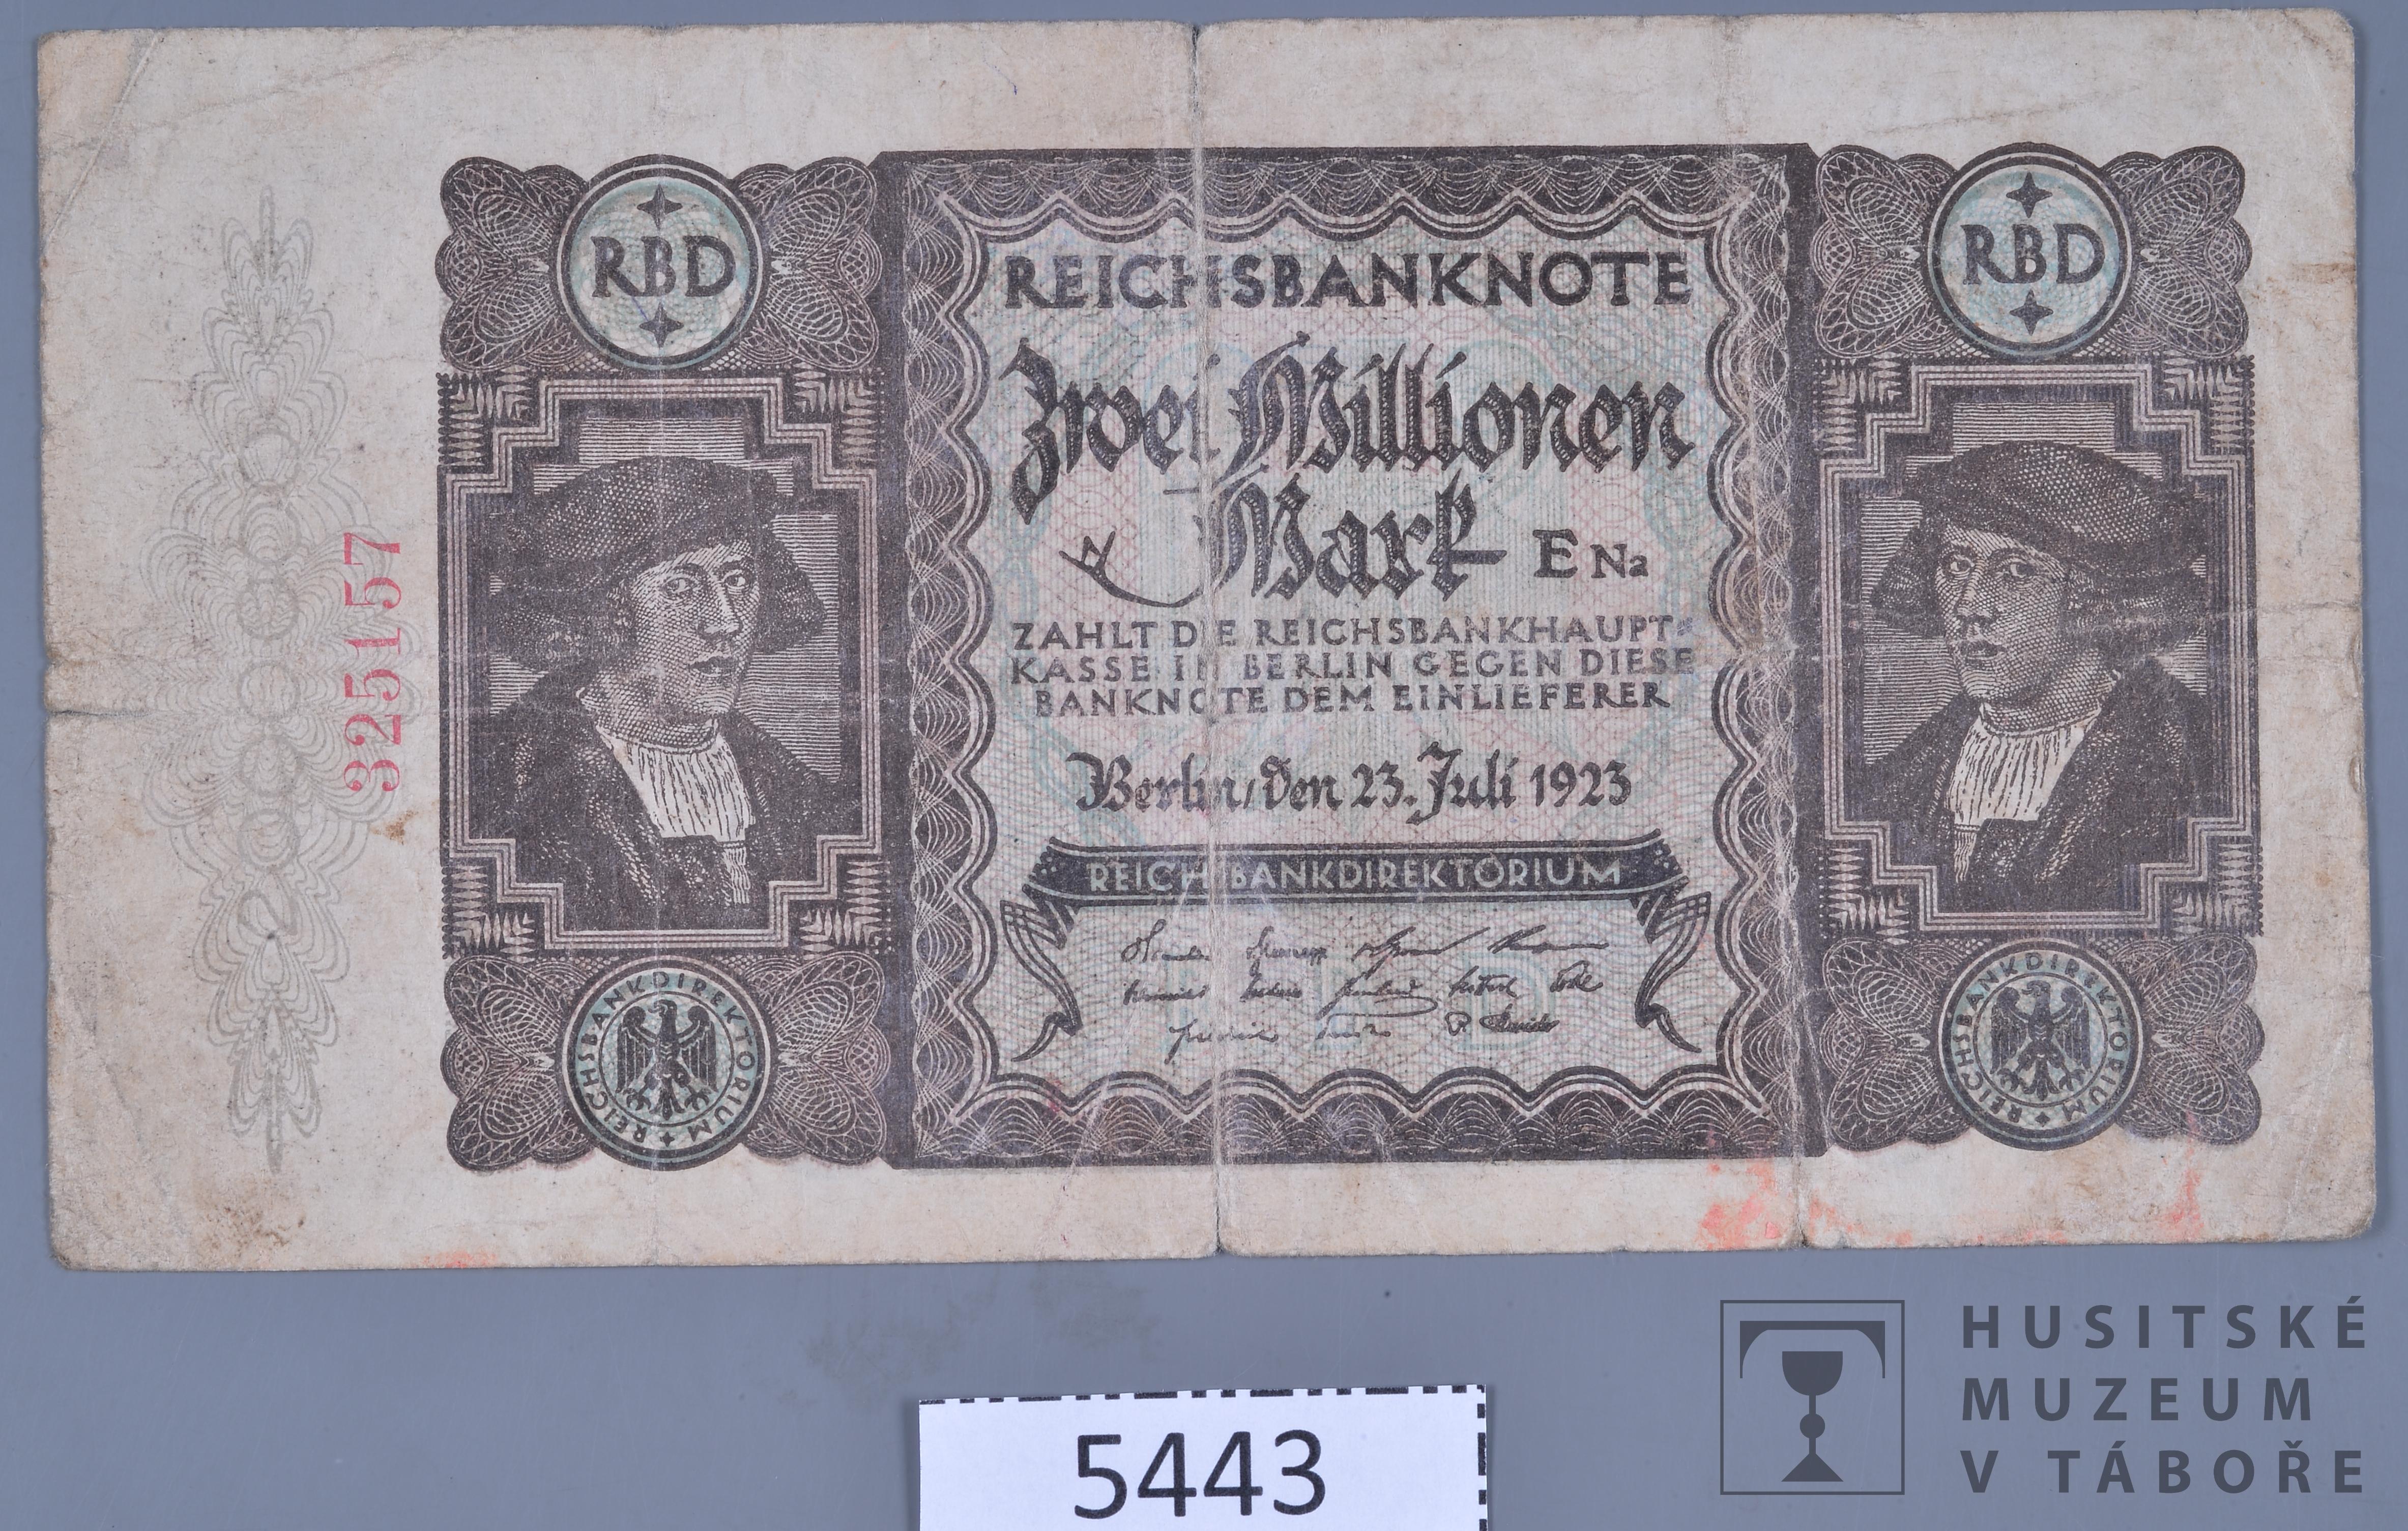 RBD
RBD
REICHSBANKNOTE
Zwei Millionen
Mark
E Na
ZAHLT DIE REICHSBANKHAUPT=
KASSE IN BERLIN GEGEN DIESE
BANKNOTE DEM EINLIEFERER
Berlin, den 23. Juli 1923
REICHSBANKDIREKTORIUM
325157
REICHSBANKDIREKTORIUM
REICHSBANKDIREKTORIUM
5443
HUSITSKÉ
MUZEUM
V TÁBOŘE